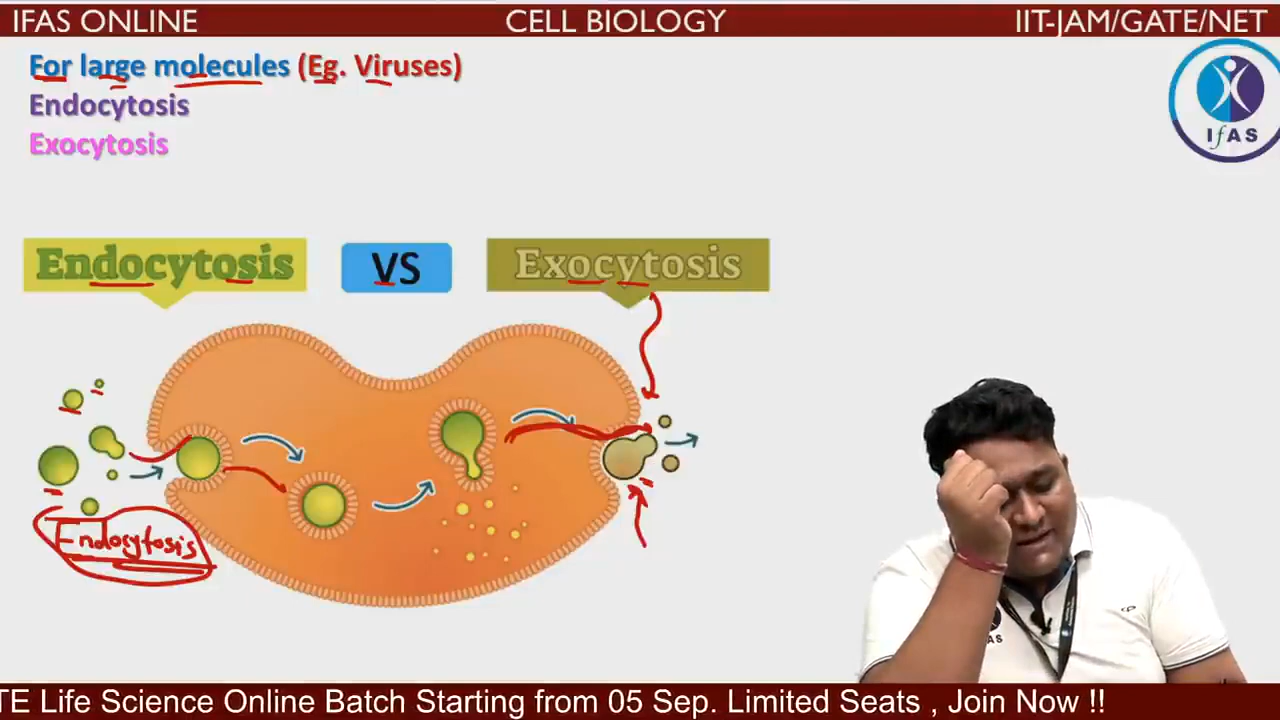 IFAS ONLINE
CELL BIOLOGY
IIT-JAM/GATE/NET
For large molecules (Eg. Viruses)
Endocytosis
Exocytosis
IfAS
Endocytosis
VS
Exocytosis
Endocytosis
AS
TE Life Science Online Batch Starting from 05 Sep. Limited Seats , Join Now !!